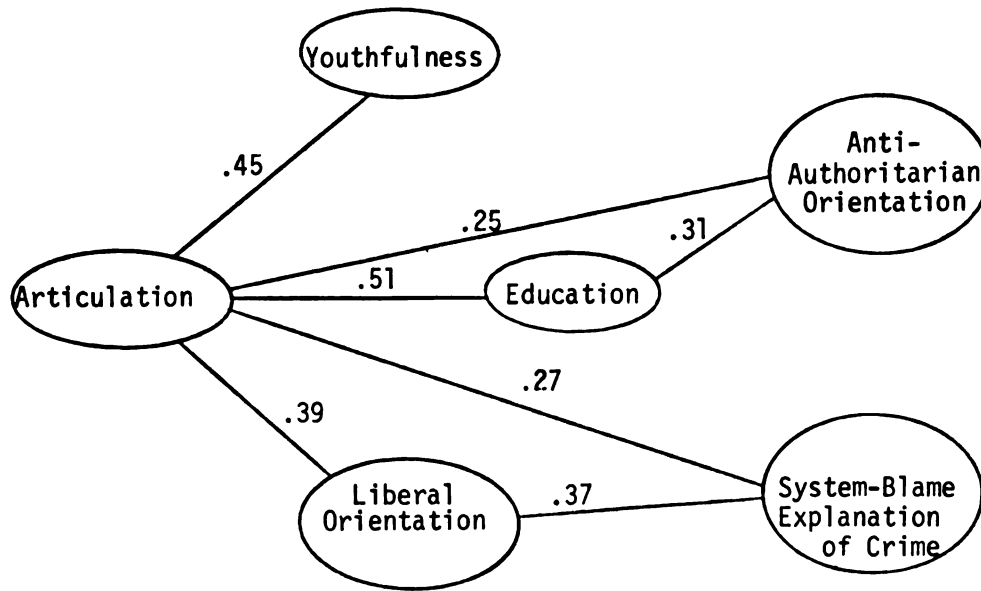 Youthfulness
.45
Anti-
Authoritarian
Orientation
.25
.31
.51
Articulation
Education
.27
.39
Liberal
Orientation
.37
System-Blame
Explanation
of Crime